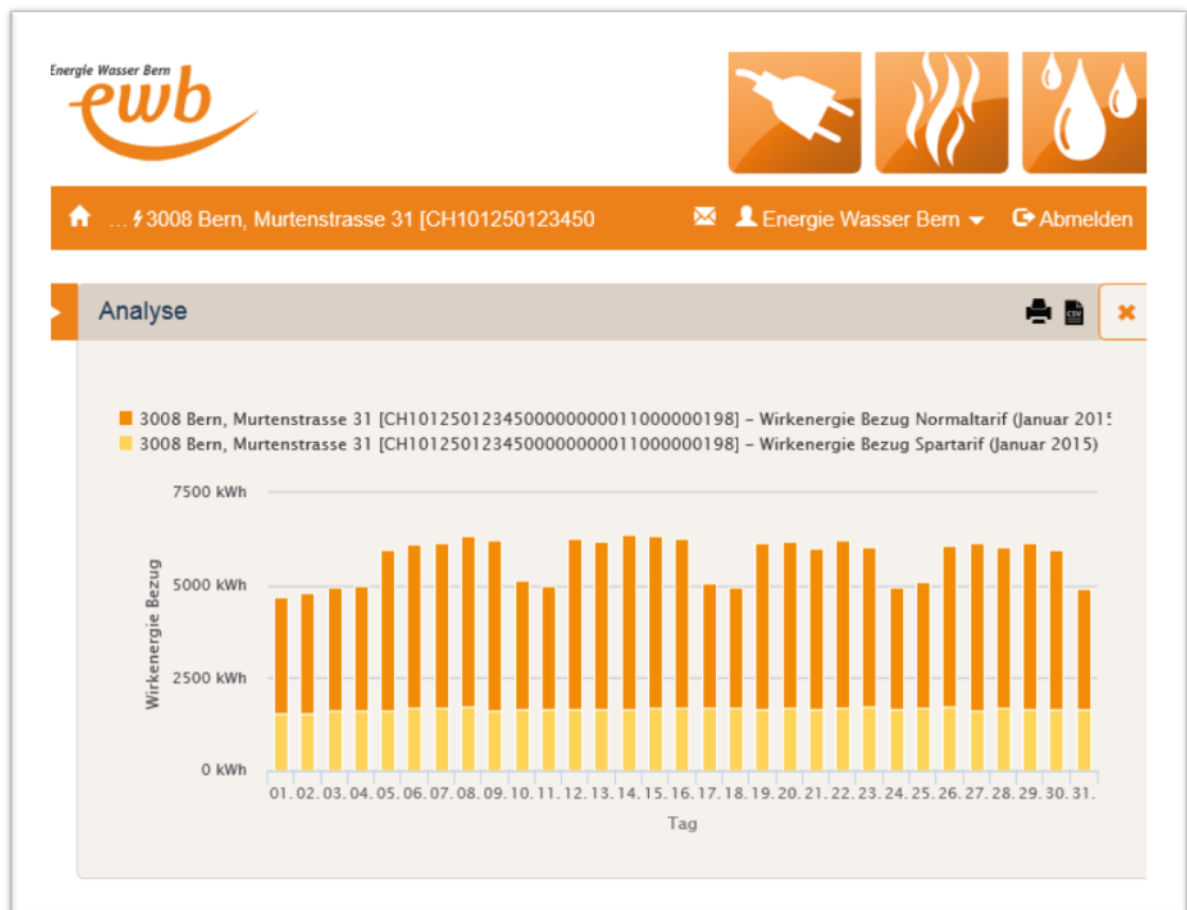 Energie Wasser Bern
ewb
... 3008 Bern, Murtenstrasse 31 [CH101250123450
Energie Wasser Bern
Abmelden
Analyse
CSV
3008 Bern, Murtenstrasse 31 [CH1012501234500000000011000000198] – Wirkenergie Bezug Normaltarif (Januar 2015
3008 Bern, Murtenstrasse 31 [CH1012501234500000000011000000198] – Wirkenergie Bezug Spartarif (Januar 2015)
7500 kWh
5000 kWh
2500 kWh
0 kWh
Wirkenergie Bezug
01. 02. 03. 04. 05. 06. 07. 08. 09. 10. 11. 12. 13. 14. 15. 16. 17. 18. 19. 20. 21. 22. 23. 24. 25. 26. 27. 28. 29. 30. 31.
Tag